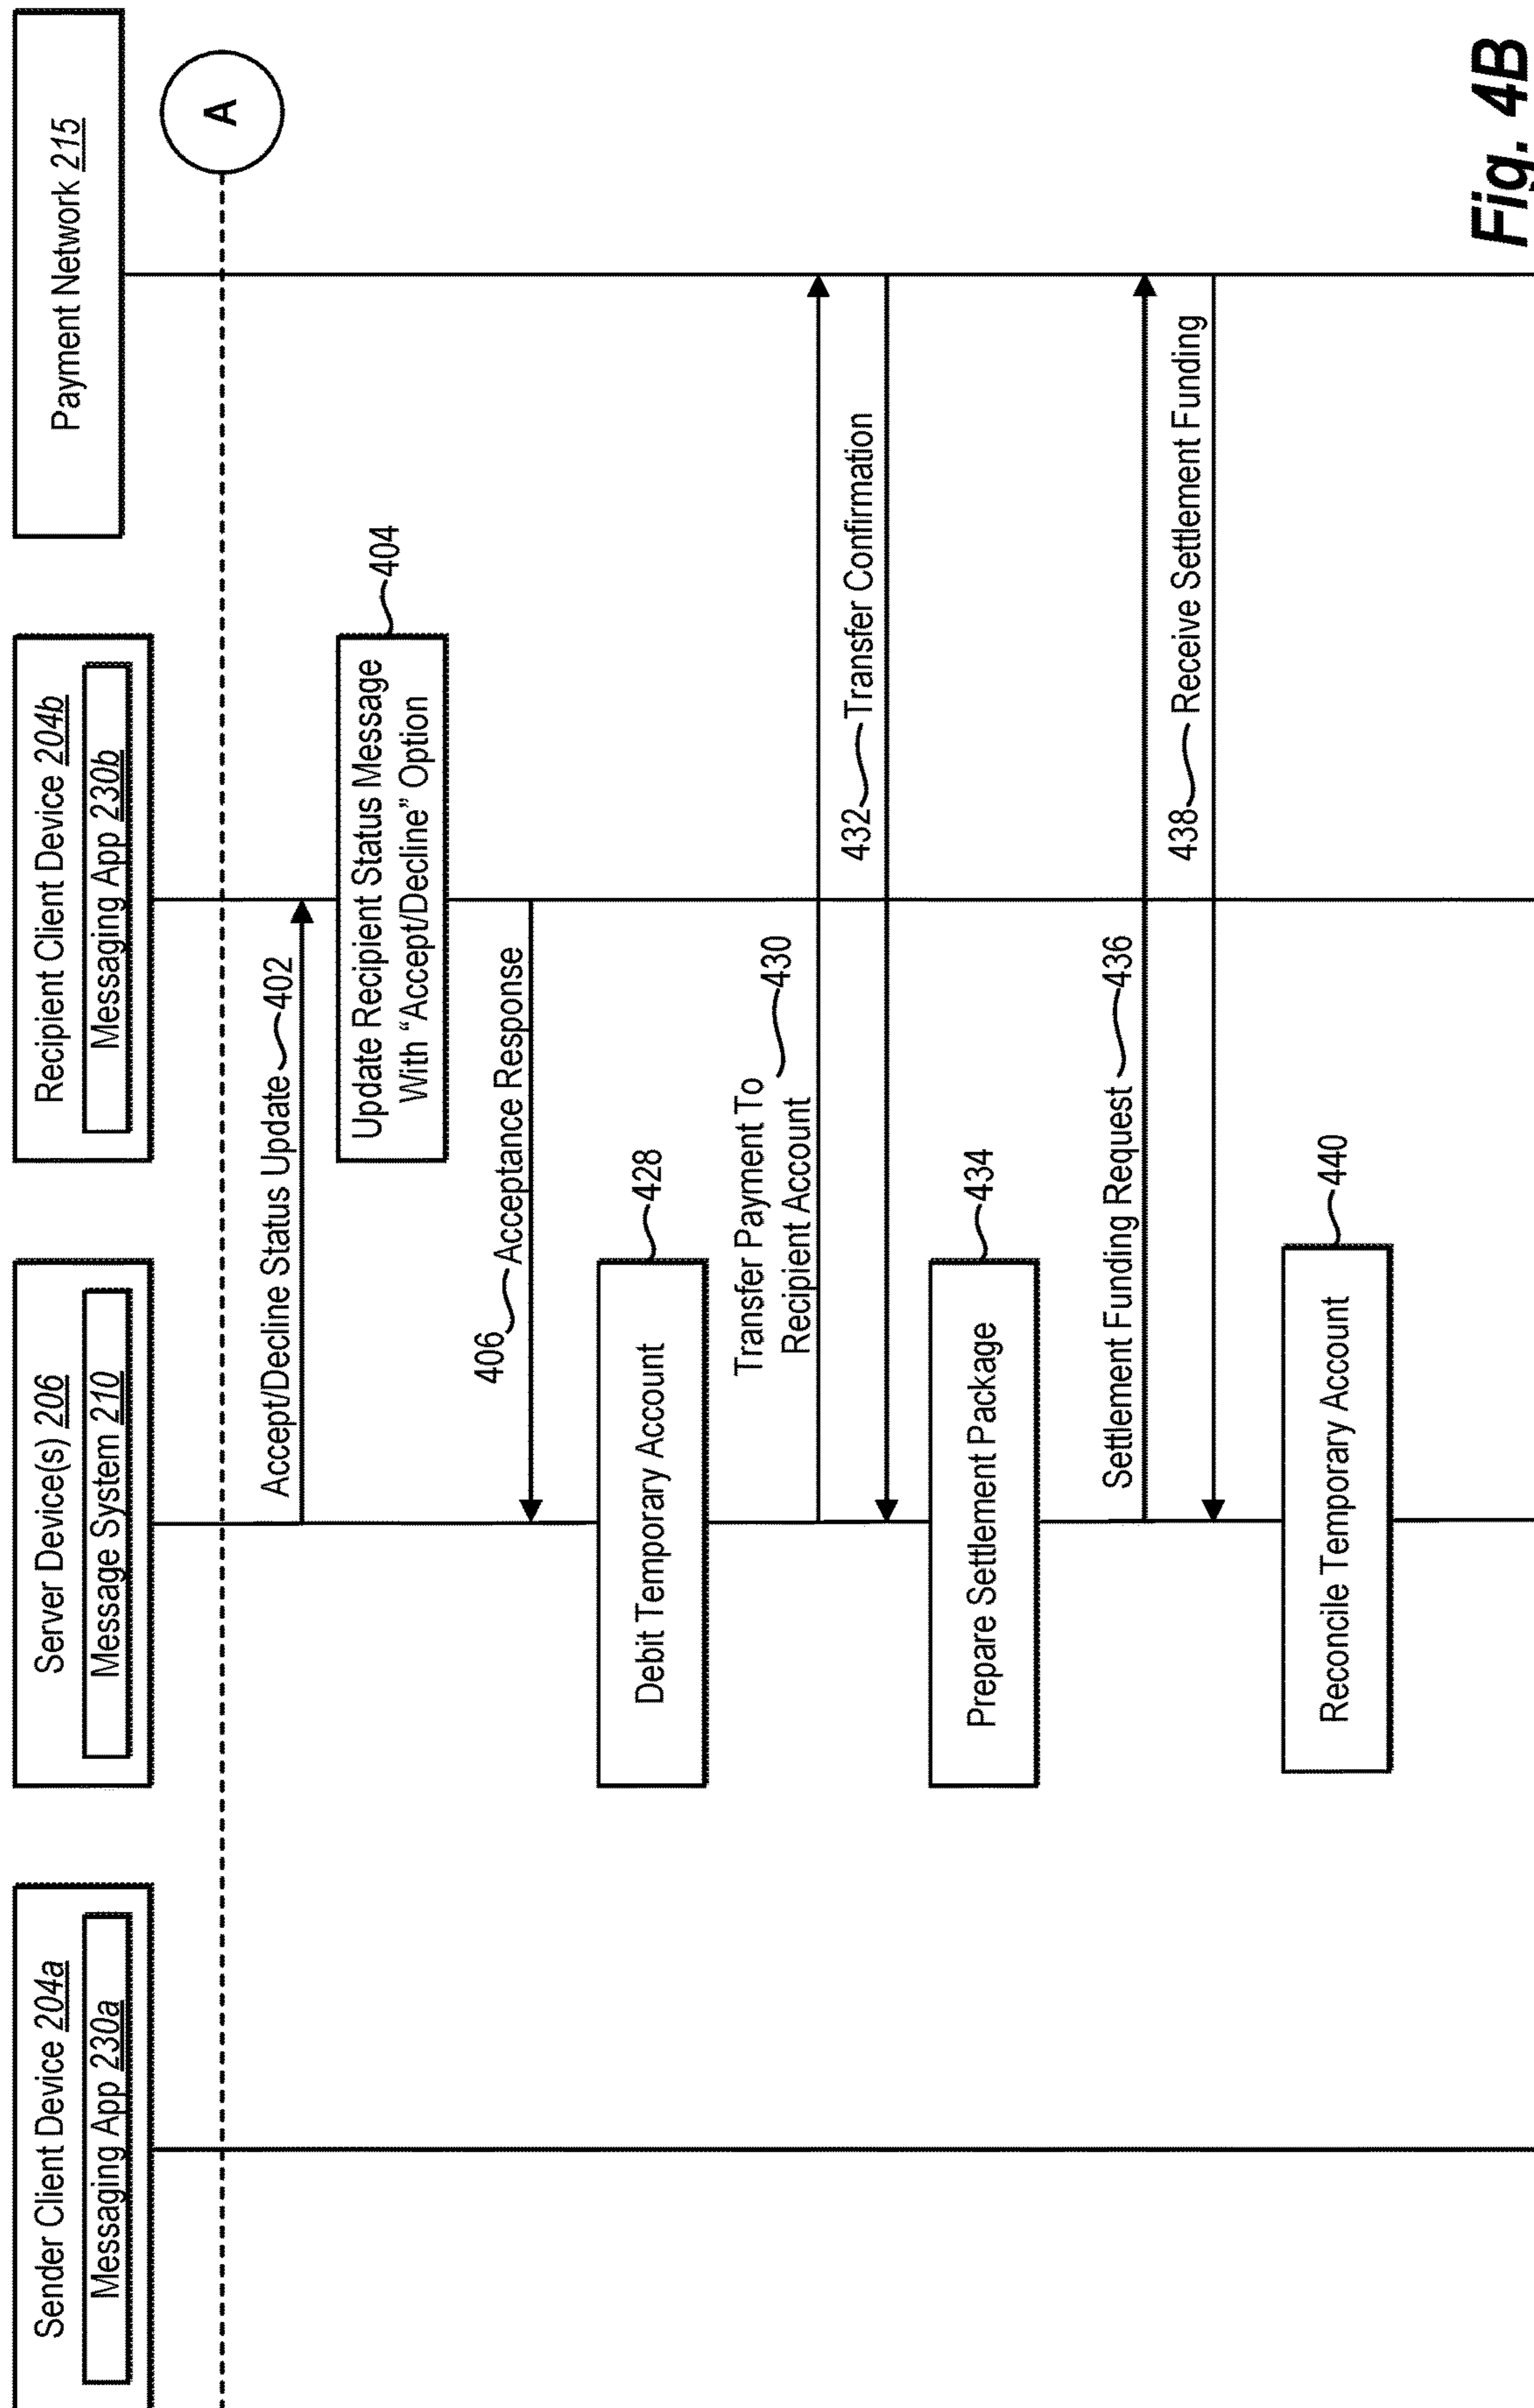 Sender Client Device 204a
Messaging App 230a
Server Device(s) 206
Message System 210
Recipient Client Device 204b
Messaging App 230b
Payment Network 215
A
Accept/Decline Status Update
402
Update Recipient Status Message
With “Accept/Decline” Option
404
406
Acceptance Response
Debit Temporary Account
428
Transfer Payment To
Recipient Account
430
432
Transfer Confirmation
Prepare Settlement Package
434
Settlement Funding Request
436
438
Receive Settlement Funding
Reconcile Temporary Account
440
Fig. 4B